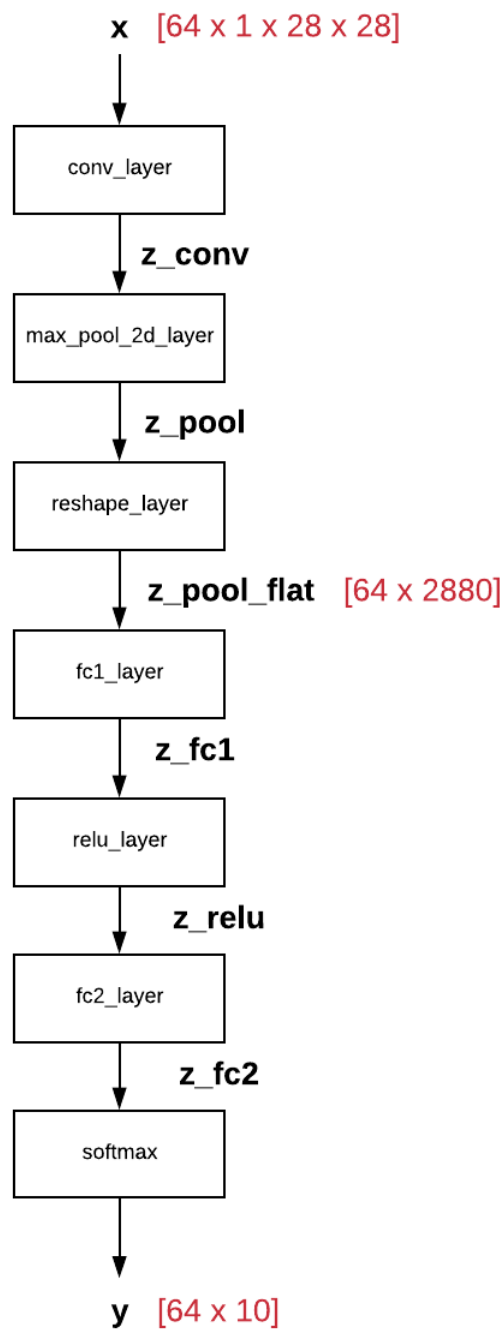 x [64 x 1 x 28 x 28]
conv_layer
z_conv
max_pool_2d_layer
z_pool
reshape_layer
z_pool_flat [64 x 2880]
fc1_layer
z_fc1
relu_layer
z_relu
fc2_layer
z_fc2
softmax
y [64 x 10]